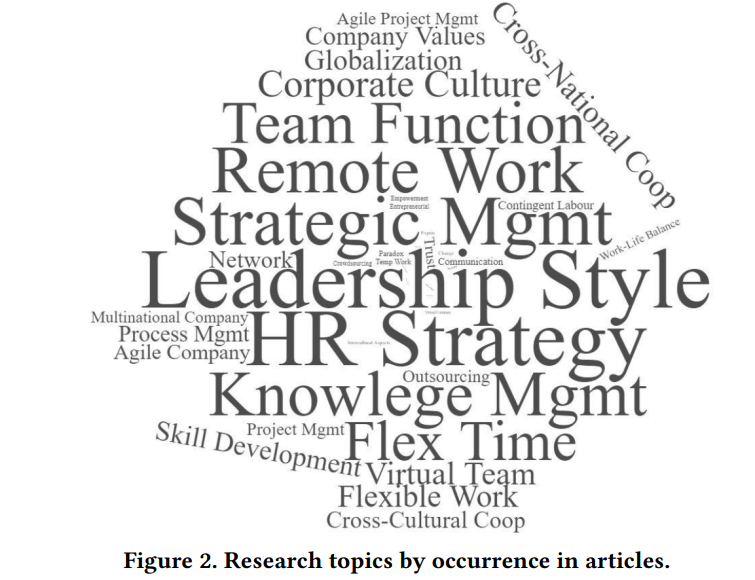 Agile Project Mgmt
Cross-National Coop
Company Values
Globalization
Corporate Culture
Team Function
Remote Work
Empowerment
Entrepreneurial
Contingent Labour
Strategic Mgmt
Work-Life Balance
Trust
Paradox
Network
Crowdsourcing
Temp Work
Communication
Leadership Style
Multinational Company
Process Mgmt
HR Strategy
Agile Company
Intercultural Aspects
Outsourcing
Knowlege Mgmt
Project Mgmt
Flex Time
Skill Development
Virtual Team
Flexible Work
Cross-Cultural Coop
Figure 2. Research topics by occurrence in articles.